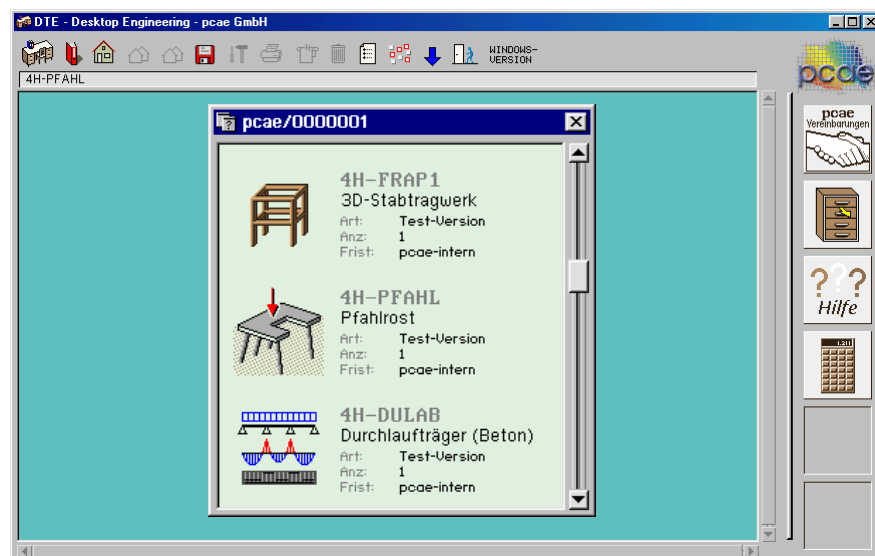 DTE - Desktop Engineering - pcae GmbH
WINDOWS-
VERSION
4H-PFAHL
pcae
pcae/0000001
4H-FRAP1
3D-Stabtragwerk
Art: Test-Version
Anz: 1
Frist: pcae-intern
4H-PFAHL
Pfahlrost
Art: Test-Version
Anz: 1
Frist: pcae-intern
4H-DULAB
Durchlaufträger (Beton)
Art: Test-Version
Anz: 1
Frist: pcae-intern
pcae
Vereinbarungen
???
Hilfe
1.211